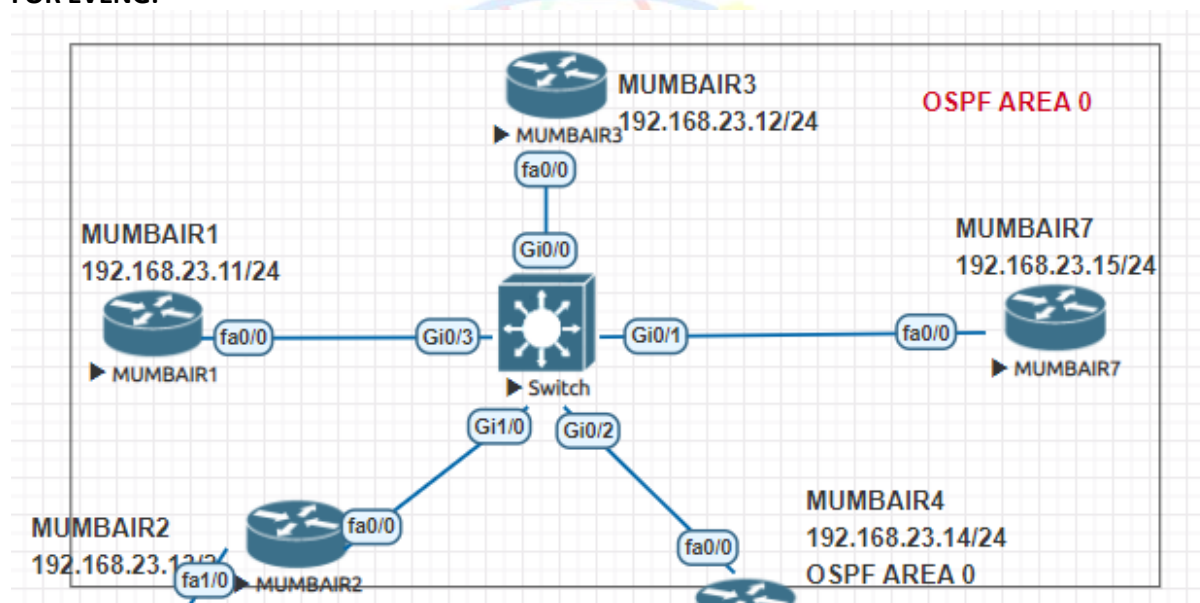 FOR EVENG:
MUMBAIR3
192.168.23.12/24
OSPF AREA 0
MUMBAIR3
fa0/0
Gi0/0
MUMBAIR1
192.168.23.11/24
MUMBAIR7
192.168.23.15/24
fa0/0
Gi0/3
Gi0/1
fa0/0
MUMBAIR1
Switch
MUMBAIR7
Gi1/0
Gi0/2
MUMBAIR2
fa0/0
MUMBAIR4
192.168.23.14/24
OSPF AREA 0
fa0/0
fa1/0
MUMBAIR2